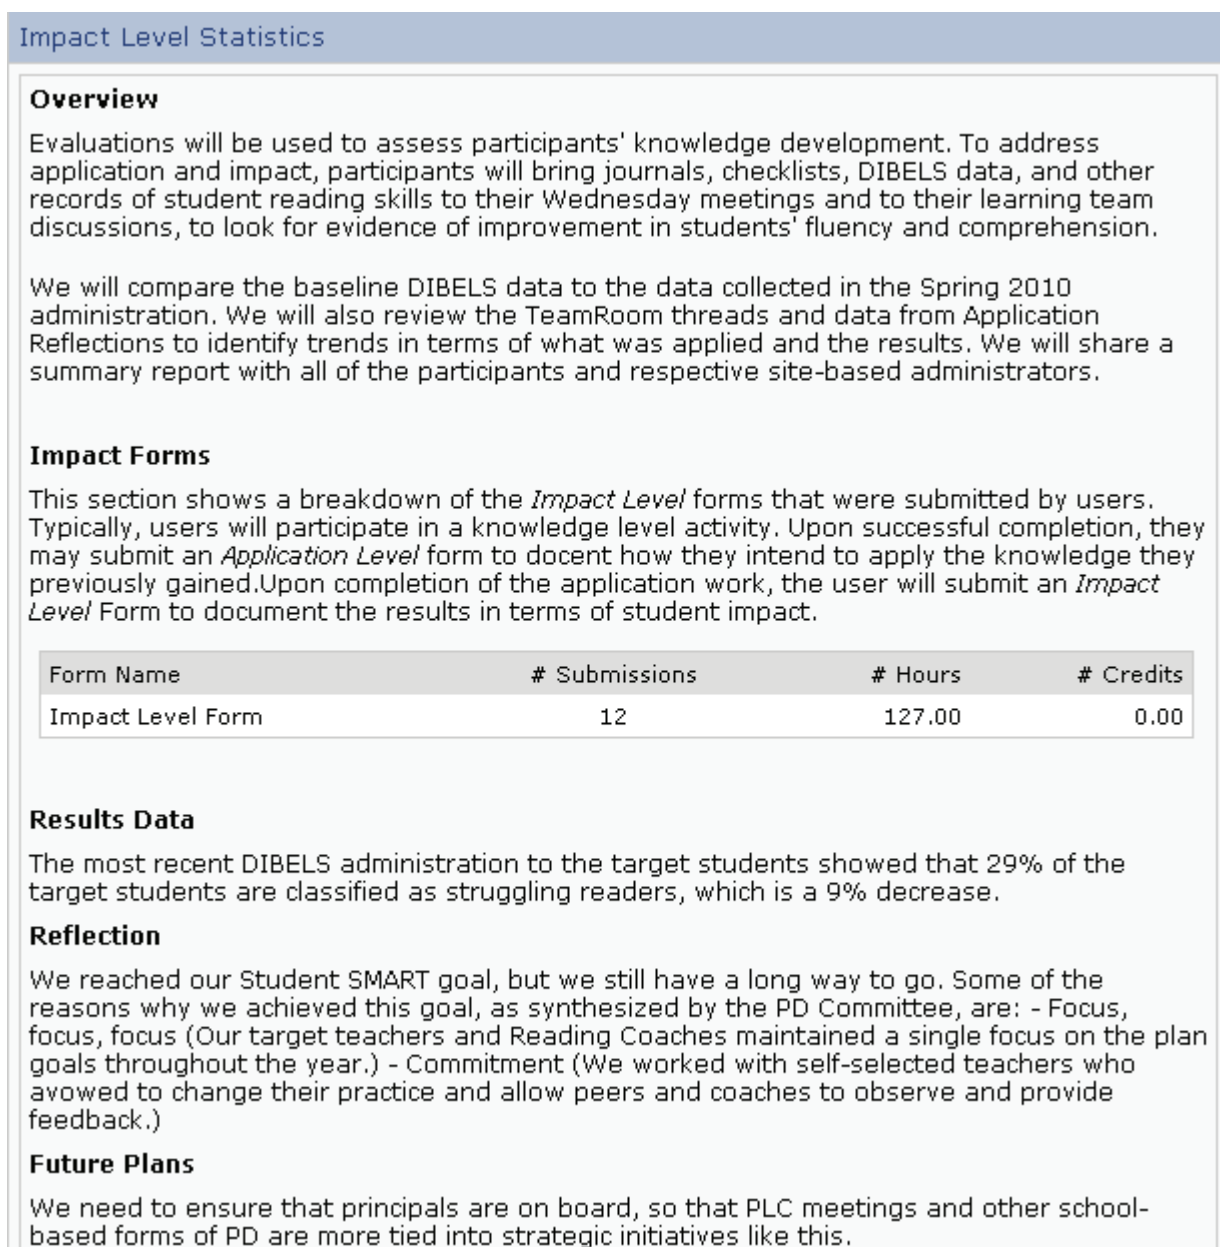 Impact Level Statistics
Overview
Evaluations will be used to assess participants' knowledge development. To address
application and impact, participants will bring journals, checklists, DIBELS data, and other
records of student reading skills to their Wednesday meetings and to their learning team
discussions, to look for evidence of improvement in students' fluency and comprehension.
We will compare the baseline DIBELS data to the data collected in the Spring 2010
administration. We will also review the TeamRoom threads and data from Application
Reflections to identify trends in terms of what was applied and the results. We will share a
summary report with all of the participants and respective site-based administrators.
Impact Forms
This section shows a breakdown of the Impact Level forms that were submitted by users.
Typically, users will participate in a knowledge level activity. Upon successful completion, they
may submit an Application Level form to docent how they intend to apply the knowledge they
previously gained.Upon completion of the application work, the user will submit an Impact
Level Form to document the results in terms of student impact.
Form Name # Submissions # Hours # Credits
Impact Level Form 12 127.00 0.00
Results Data
The most recent DIBELS administration to the target students showed that 29% of the
target students are classified as struggling readers, which is a 9% decrease.
Reflection
We reached our Student SMART goal, but we still have a long way to go. Some of the
reasons why we achieved this goal, as synthesized by the PD Committee, are: - Focus,
focus, focus (Our target teachers and Reading Coaches maintained a single focus on the plan
goals throughout the year.) - Commitment (We worked with self-selected teachers who
avowed to change their practice and allow peers and coaches to observe and provide
feedback.)
Future Plans
We need to ensure that principals are on board, so that PLC meetings and other school-
based forms of PD are more tied into strategic initiatives like this.